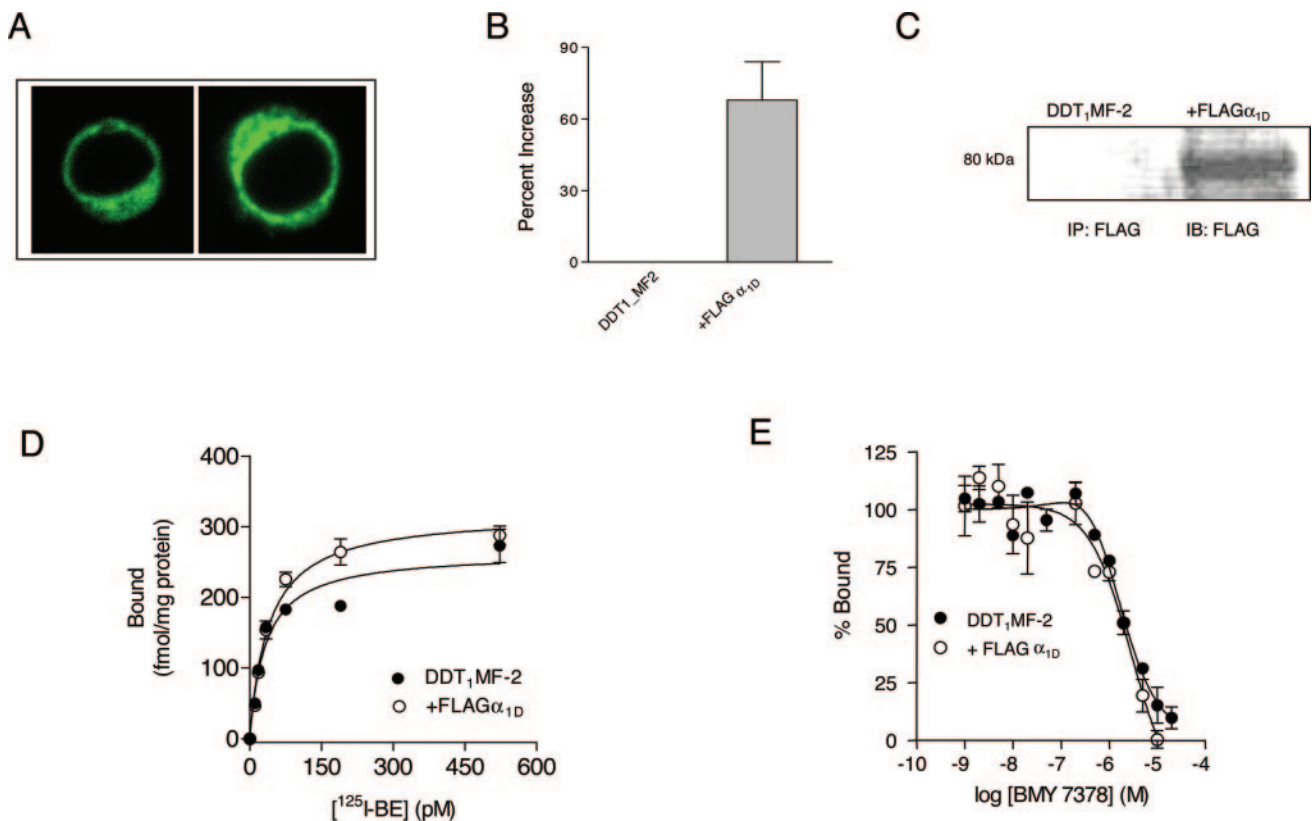 A
B
90
60
30
0
Percent Increase
DDT1_MF2
+FLAG α1D
C
DDT₁MF-2 +FLAGα1D
80 kDa
IP: FLAG IB: FLAG
D
400
300
200
100
0
Bound
(fmol/mg protein)
DDT₁MF-2
+FLAGα1D
0 150 300 450 600
[¹²⁵I-BE] (pM)
E
125
100
75
50
25
0
% Bound
DDT₁MF-2
+ FLAG α1D
-10 -9 -8 -7 -6 -5 -4
log [BMY 7378] (M)